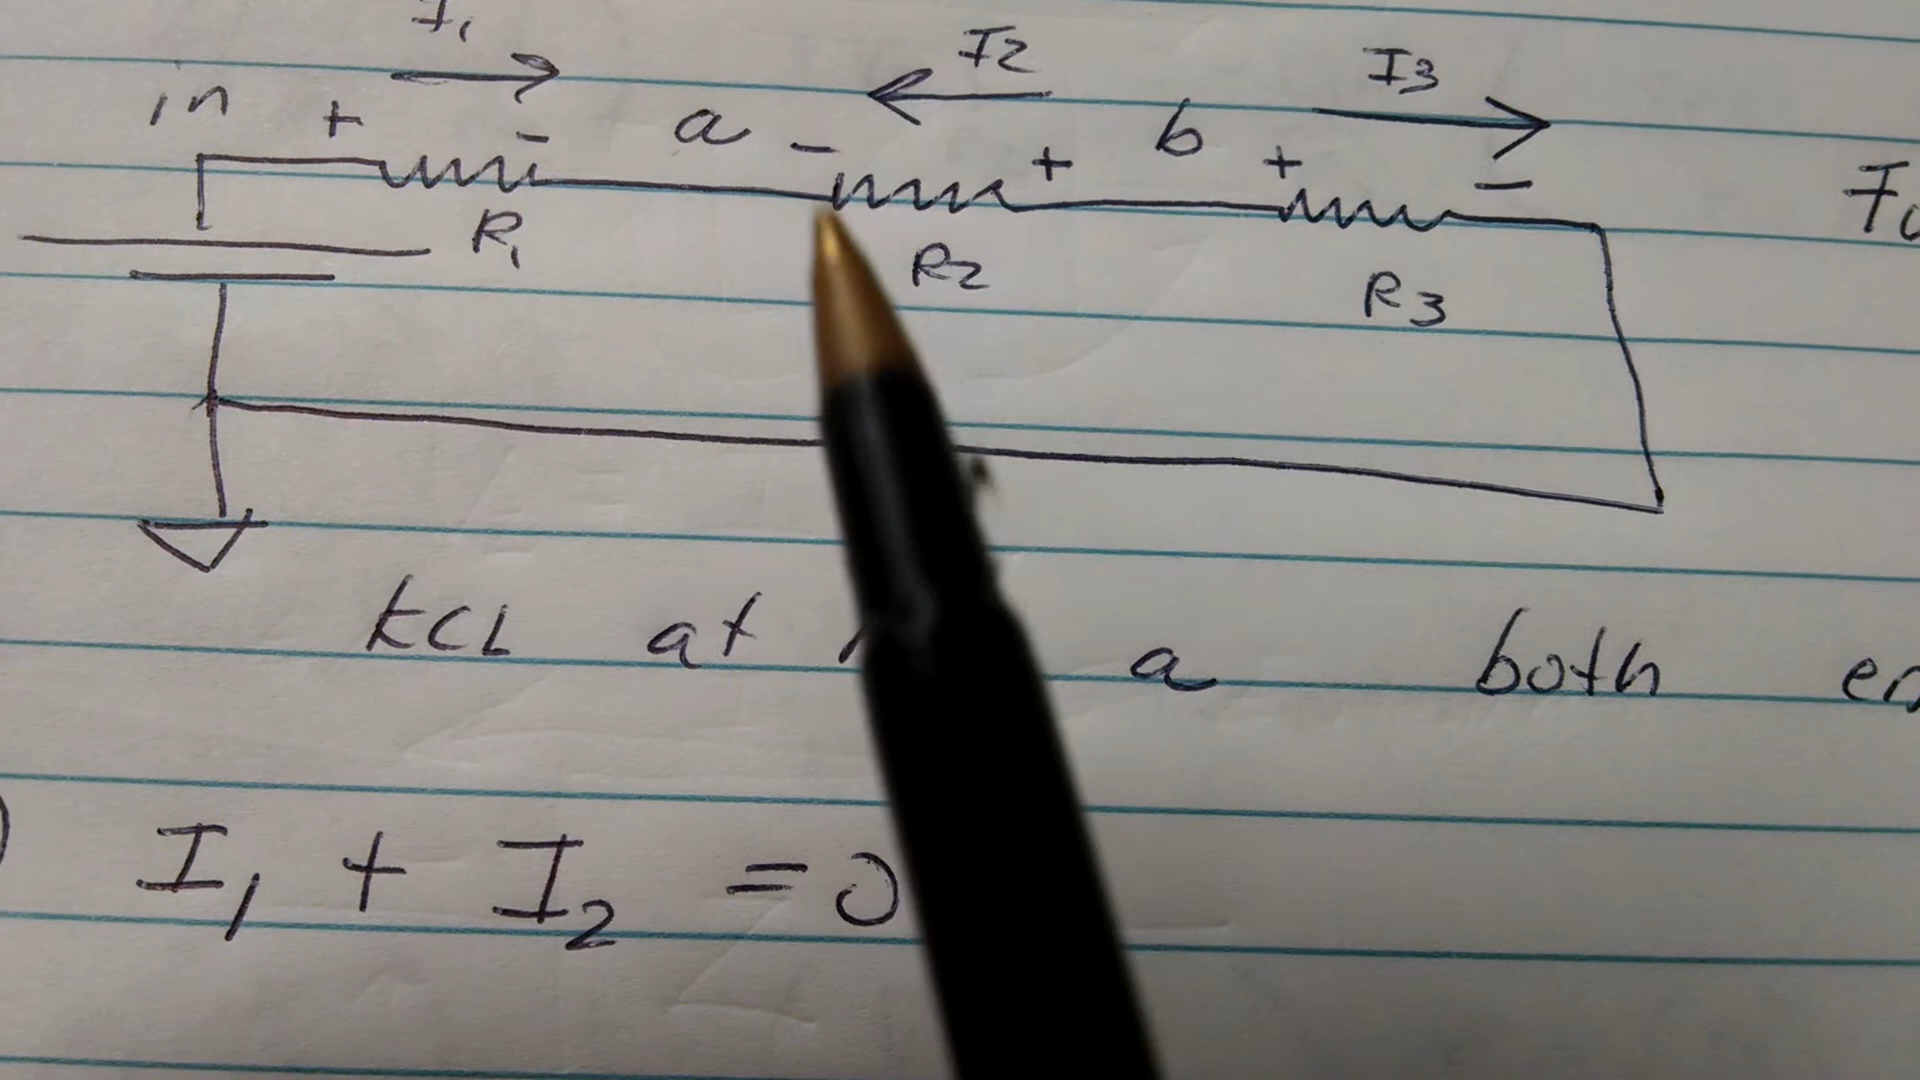 I1 I2 I3
in + - a - + b + -
R1 R2 R3
KCL at a both
I1 + I2 = 0